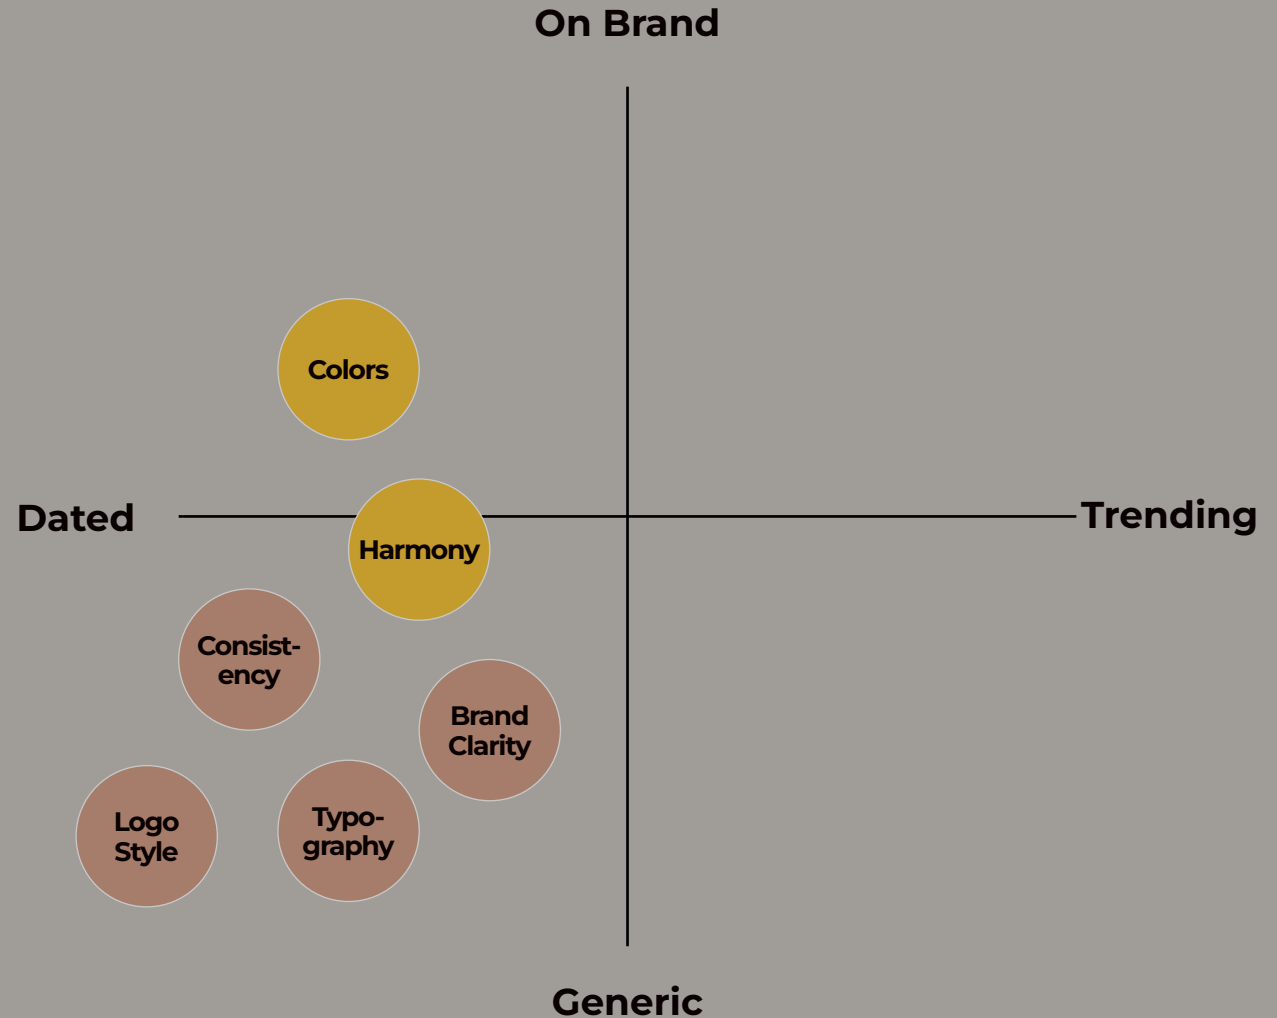 On Brand
Colors
Dated
Trending
Harmony
Consist-
ency
Brand
Clarity
Logo
Style
Typo-
graphy
Generic